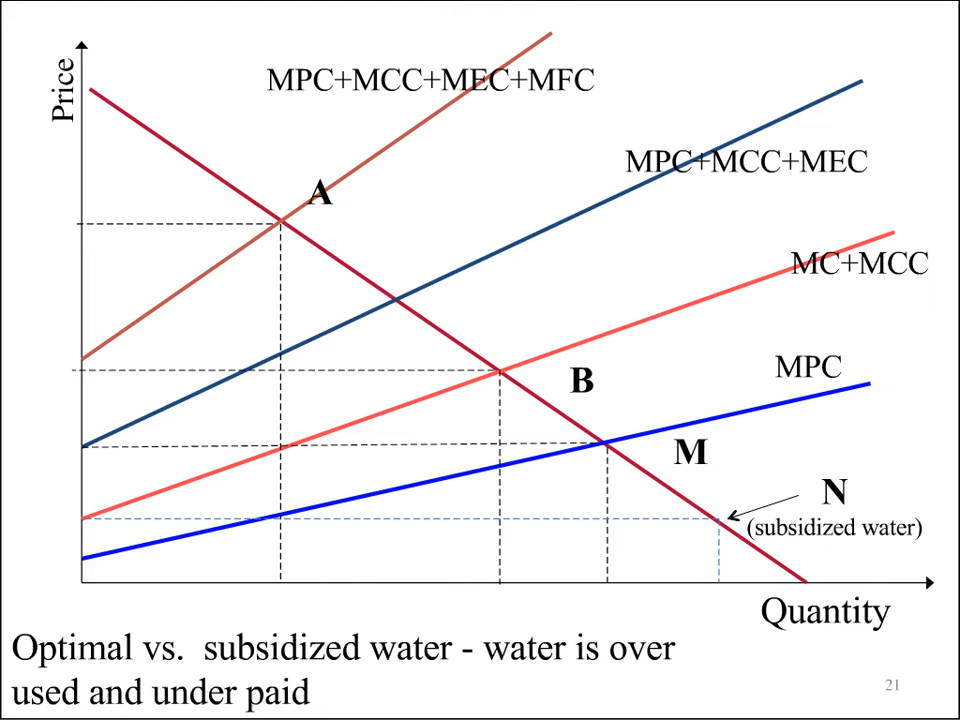 Price
MPC+MCC+MEC+MFC
MPC+MCC+MEC
A
MC+MCC
MPC
B
M
N
(subsidized water)
Quantity
Optimal vs. subsidized water - water is over
used and under paid
21